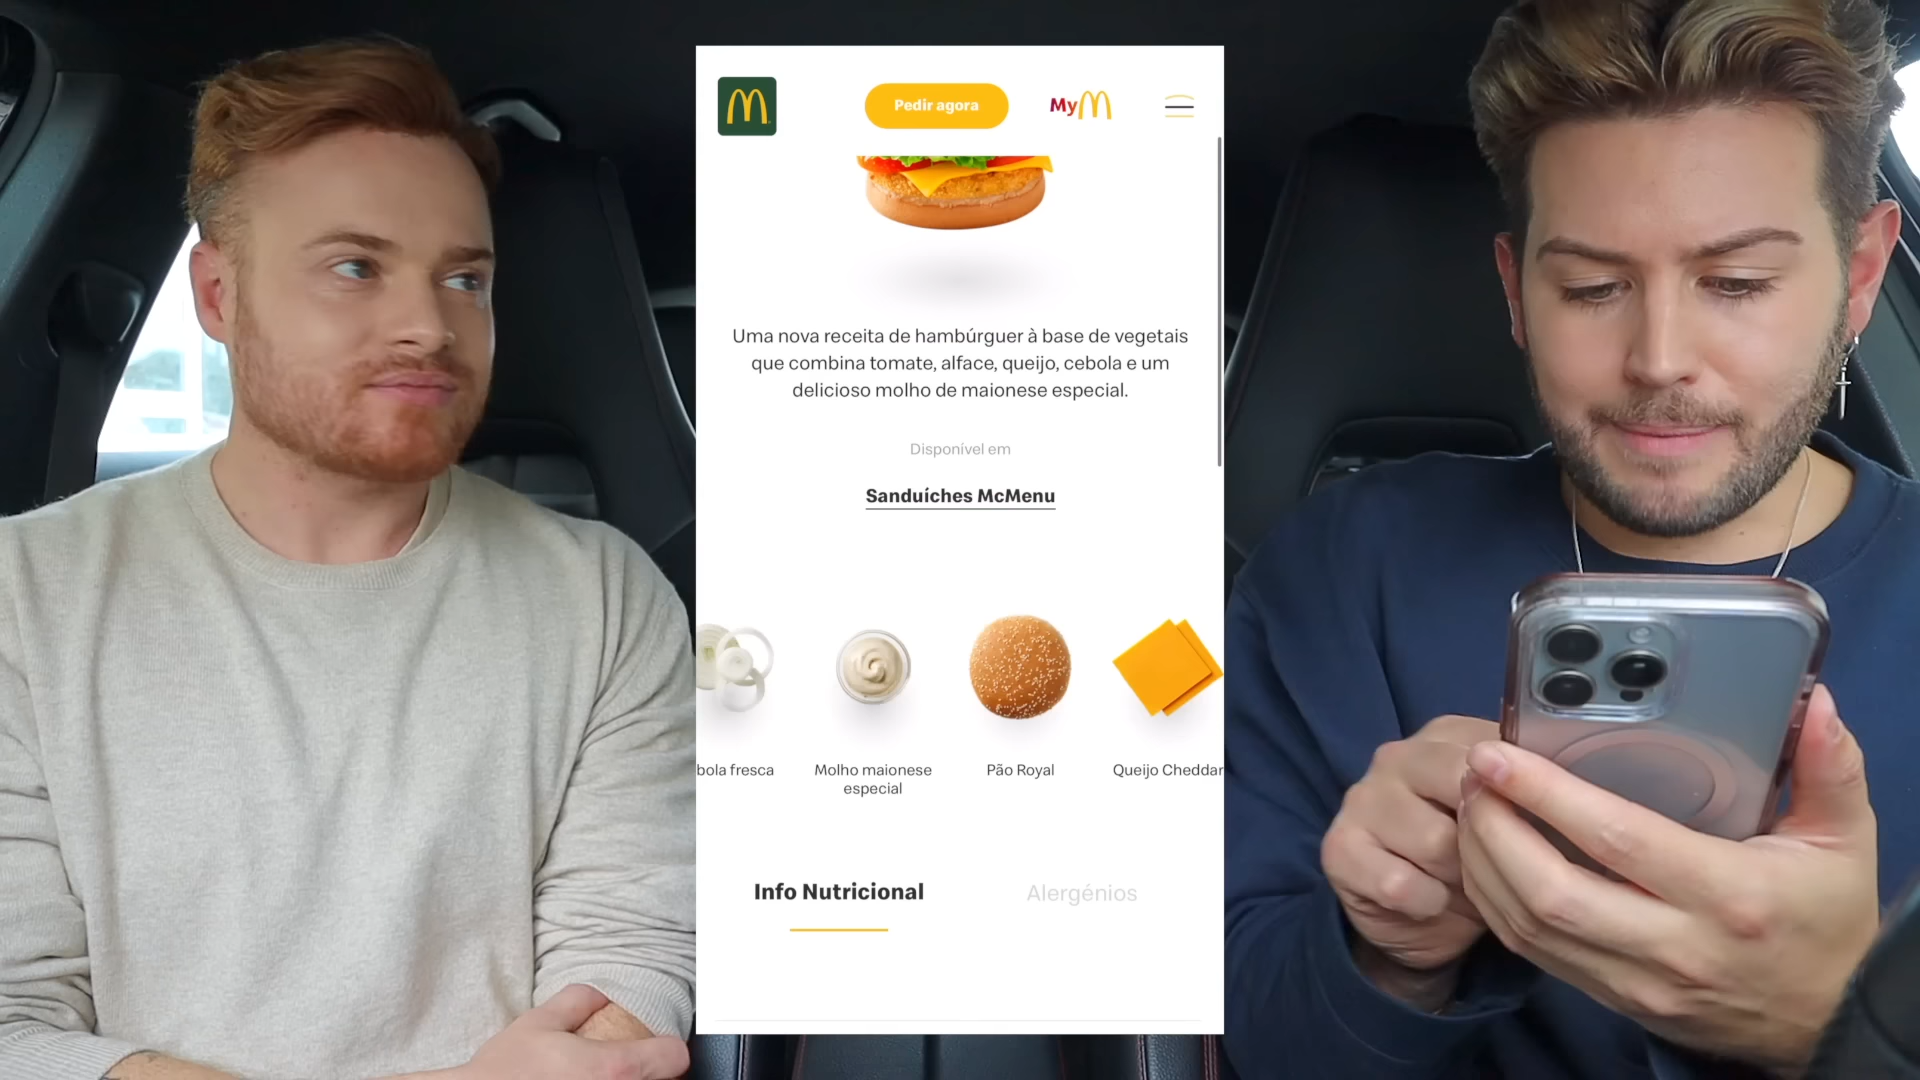 Pedir agora
My
Uma nova receita de hambúrguer à base de vegetais
que combina tomate, alface, queijo, cebola e um
delicioso molho de maionese especial.
Disponível em
Sanduíches McMenu
bola fresca
Molho maionese
especial
Pão Royal
Queijo Cheddar
Info Nutricional
Alergénios